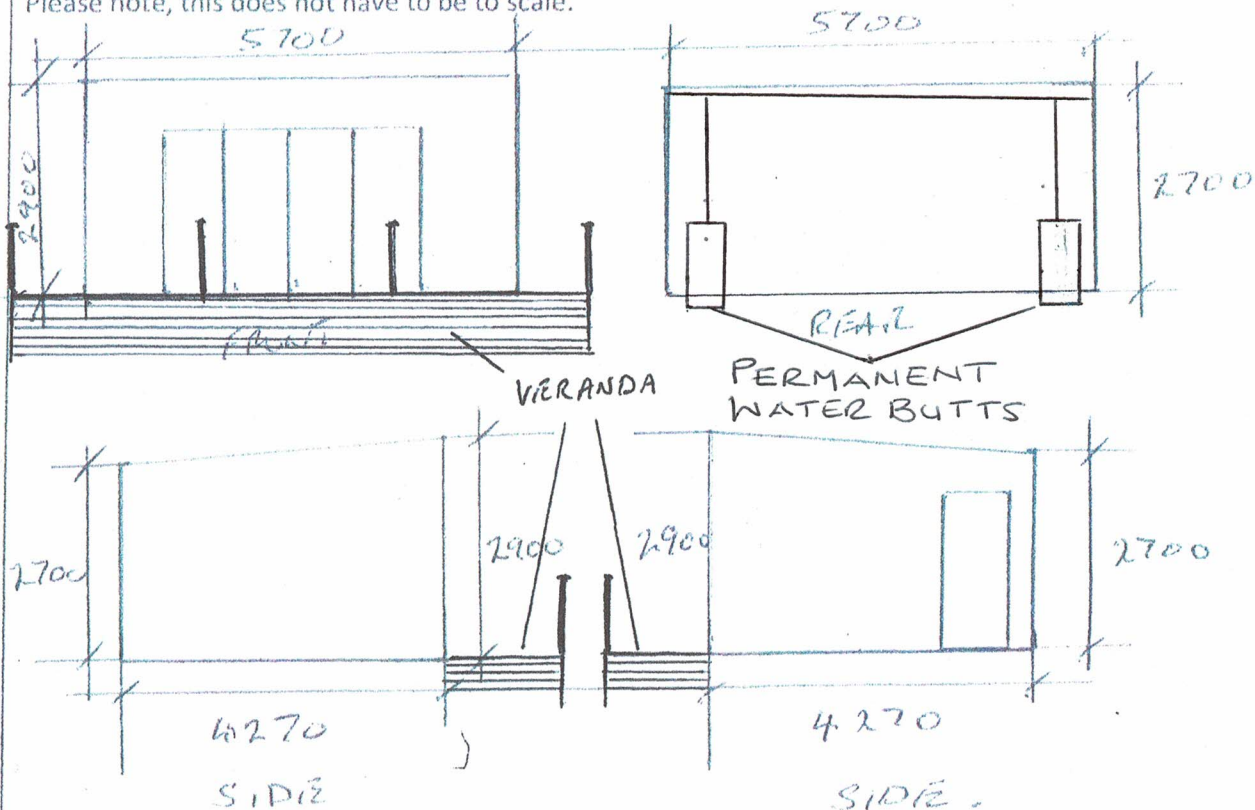 Please note, this does not have to be to scale.
5700
5700
2900
2700
FRONT
REAR
VERANDA
PERMANENT
WATER BUTTS
2700
2900
2900
2700
4270
4270
SIDE
SIDE.